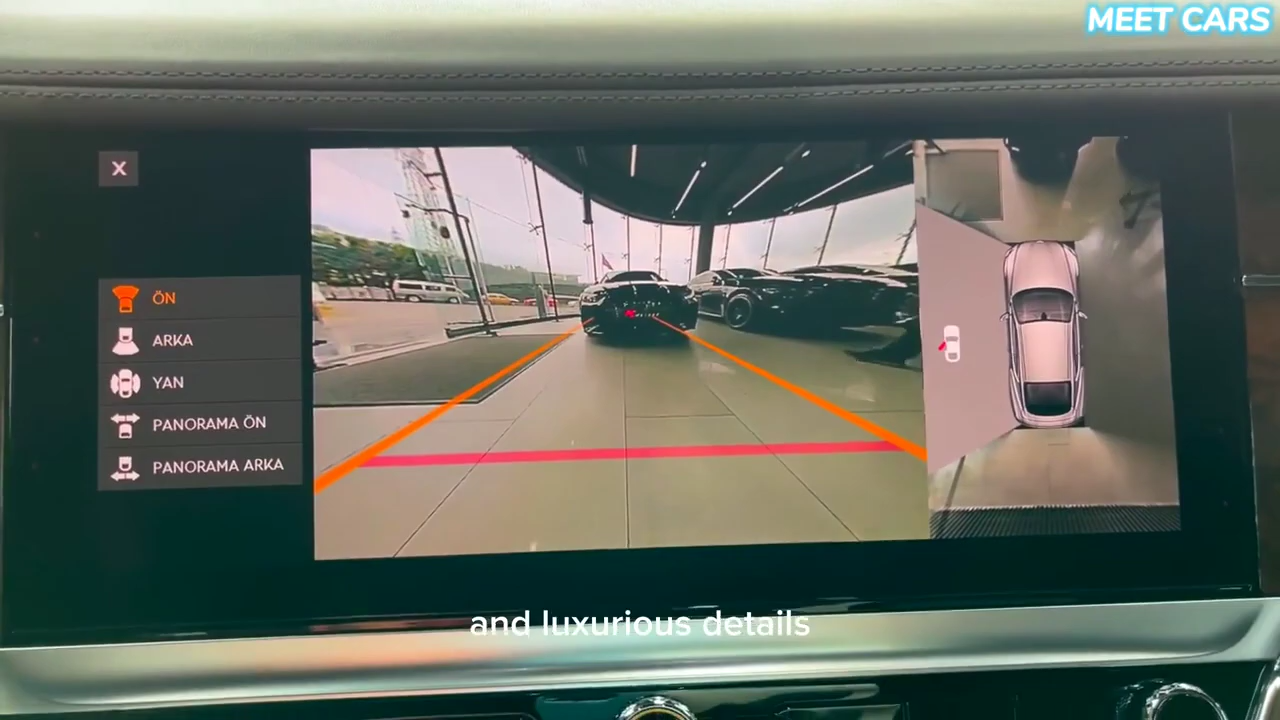 MEET CARS
X
ÖN
ARKA
YAN
PANORAMA ÖN
PANORAMA ARKA
and luxurious details